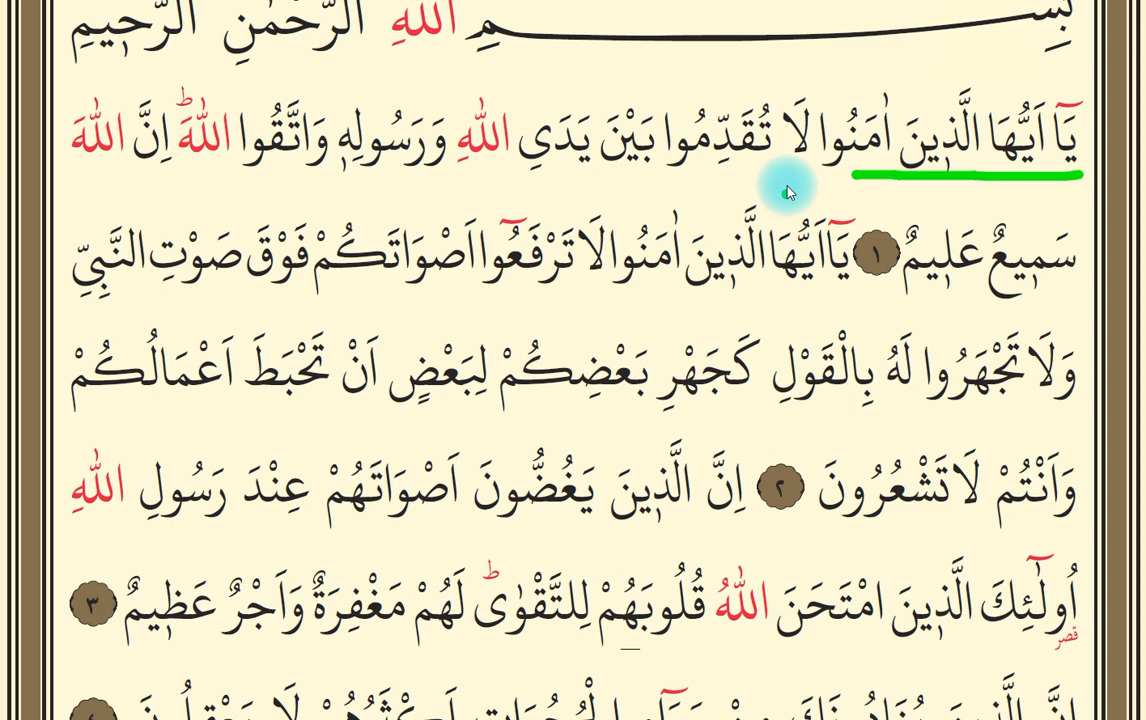 بِسْمِ اللّٰهِ الرَّحْمٰنِ الرَّح۪يمِ
يَٓا اَيُّهَا الَّذ۪ينَ اٰمَنُوا لَا تُقَدِّمُوا بَيْنَ يَدَيِ اللّٰهِ وَرَسُولِه۪ وَاتَّقُوا اللّٰهَۜ اِنَّ اللّٰهَ
سَم۪يعٌ عَل۪يمٌ ١ يَٓا اَيُّهَا الَّذ۪ينَ اٰمَنُوا لَا تَرْفَعُٓوا اَصْوَاتَكُمْ فَوْقَ صَوْتِ النَّبِيِّ
وَلَا تَجْهَرُوا لَهُ بِالْقَوْلِ كَجَهْرِ بَعْضِكُمْ لِبَعْضٍ اَنْ تَحْبَطَ اَعْمَالُكُمْ
وَاَنْتُمْ لَا تَشْعُرُونَ ٢ اِنَّ الَّذ۪ينَ يَغُضُّونَ اَصْوَاتَهُمْ عِنْدَ رَسُولِ اللّٰهِ
اُو۬لٰٓئِكَ الَّذ۪ينَ امْتَحَنَ اللّٰهُ قُلُوبَهُمْ لِلتَّقْوٰىۜ لَهُمْ مَغْفِرَةٌ وَاَجْرٌ عَظ۪يمٌ ٣
قصر